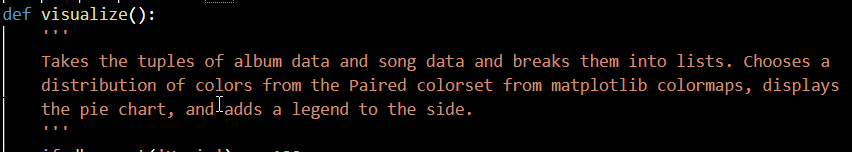 def visualize():
'''
Takes the tuples of album data and song data and breaks them into lists. Chooses a
distribution of colors from the Paired colorset from matplotlib colormaps, displays
the pie chart, and adds a legend to the side.
'''